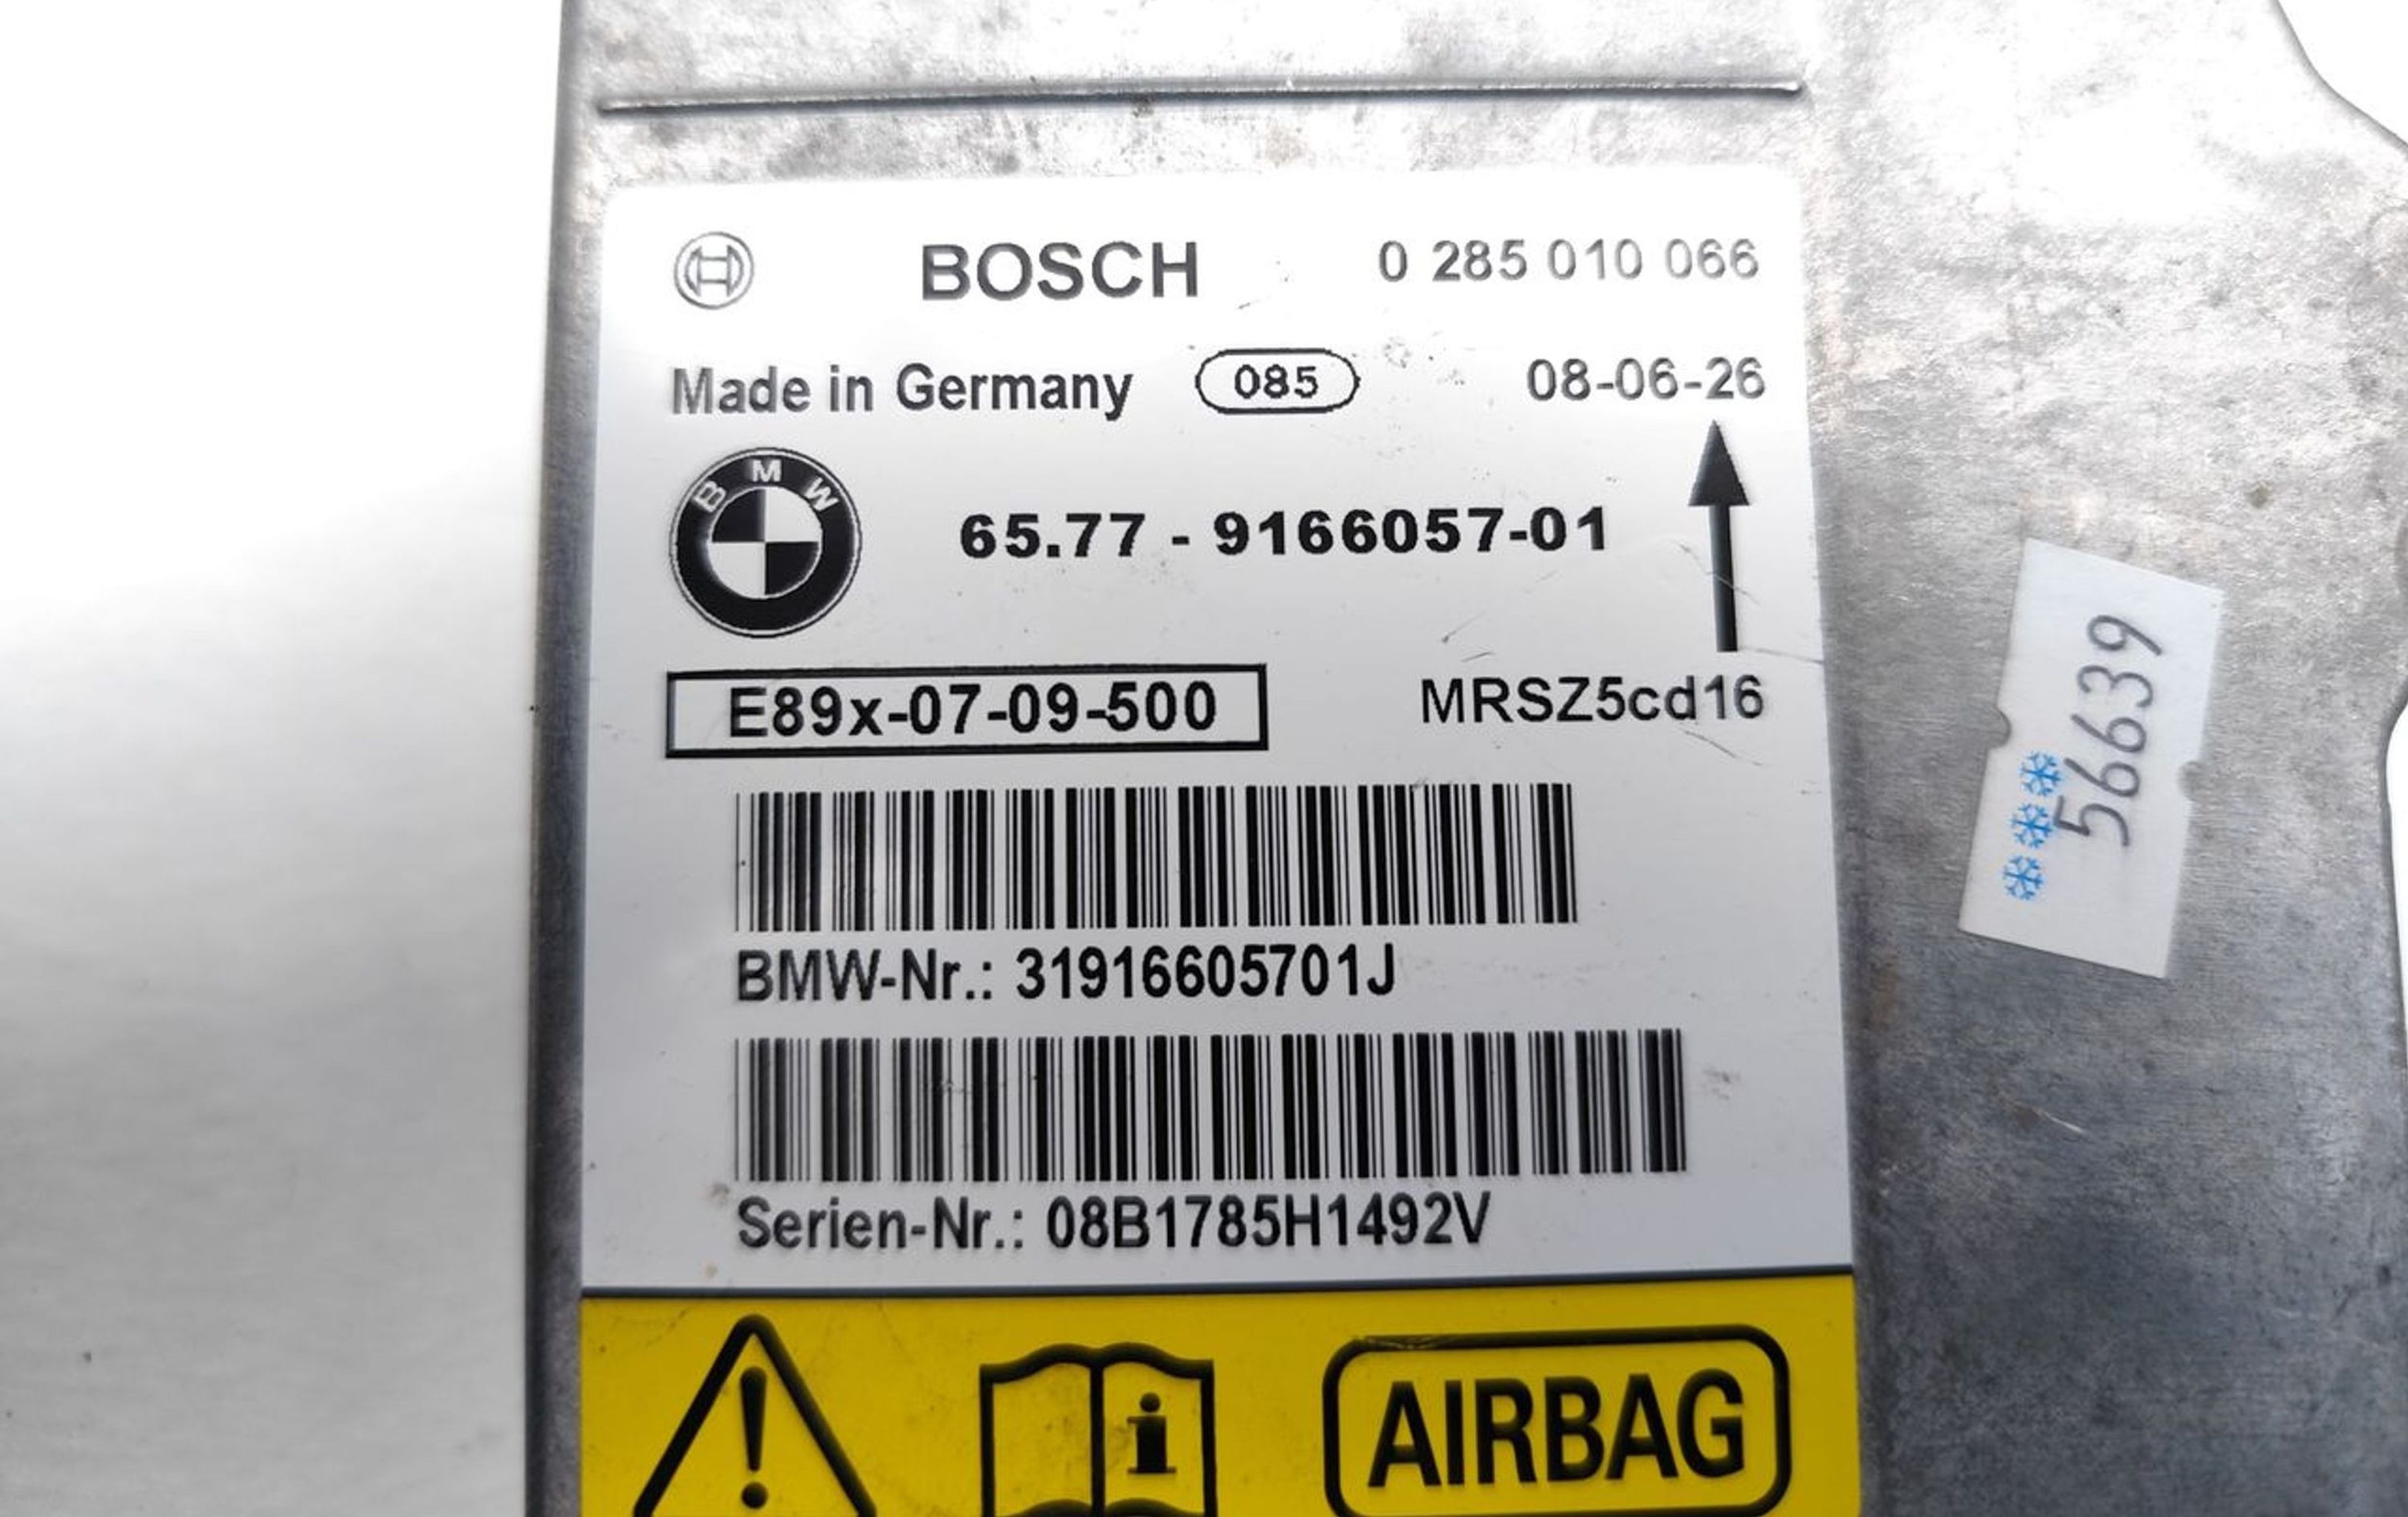 BOSCH 0 285 010 066
Made in Germany 085 08-06-26
BMW
65.77 - 9166057-01
E89x-07-09-500 MRSZ5cd16
BMW-Nr.: 31916605701J
Serien-Nr.: 08B1785H1492V
AIRBAG
56639